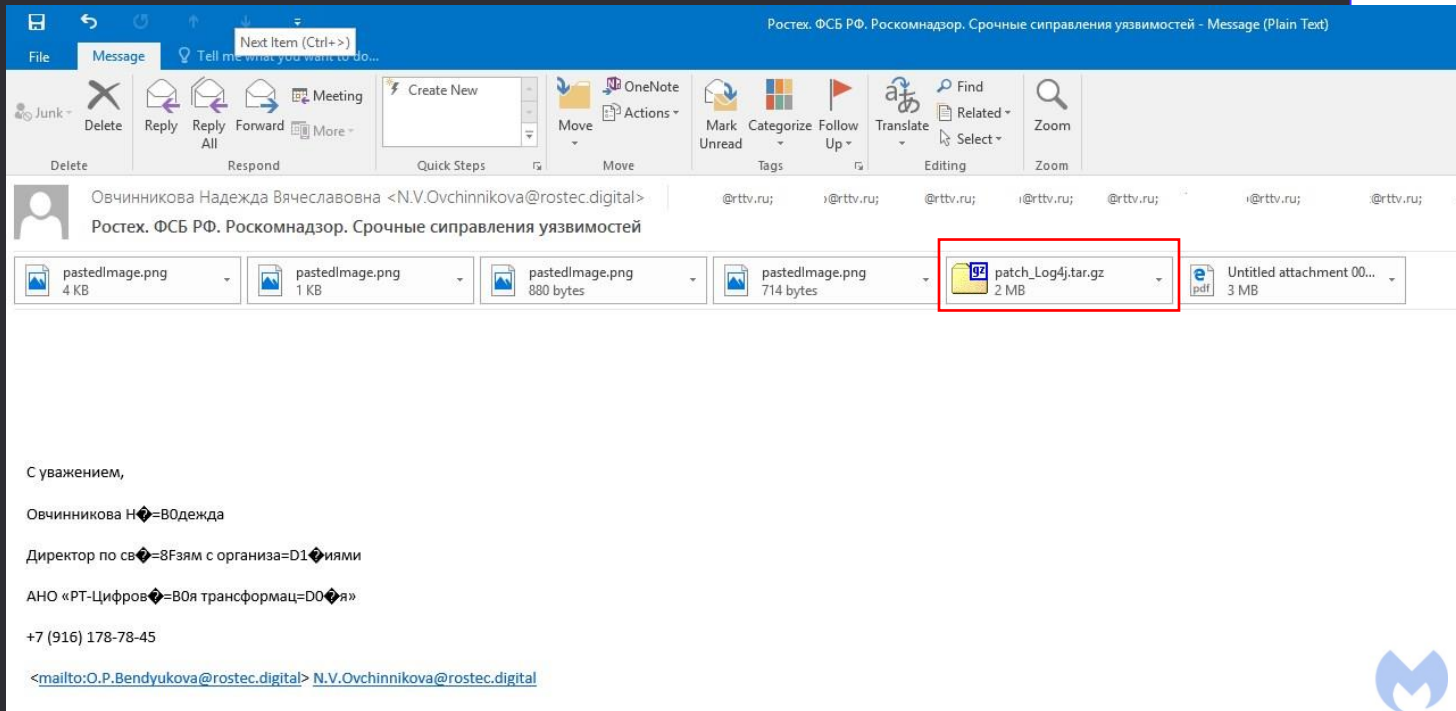 Ростех. ФСБ РФ. Роскомнадзор. Срочные сиправления уязвимостей - Message (Plain Text)
Next Item (Ctrl+>)
File Message Tell me what you want to do...
Junk
Delete
Reply
Reply All
Forward
Meeting
More
Create New
Move
OneNote
Actions
Mark Unread
Categorize
Follow Up
Translate
Find
Related
Select
Zoom
Delete Respond Quick Steps Move Tags Editing Zoom
Овчинникова Надежда Вячеславовна <N.V.Ovchinnikova@rostec.digital> @rttv.ru; @rttv.ru; @rttv.ru; @rttv.ru; @rttv.ru; @rttv.ru; @rttv.ru;
Ростех. ФСБ РФ. Роскомнадзор. Срочные сиправления уязвимостей
pastedImage.png
4 KB
pastedImage.png
1 KB
pastedImage.png
880 bytes
pastedImage.png
714 bytes
gz
patch_Log4j.tar.gz
2 MB
pdf
Untitled attachment 00...
3 MB
С уважением,
Овчинникова Н�=B0дежда
Директор по св�=8Fзям с организа=D1�иями
АНО «РТ-Цифров�=B0я трансформац=D0�я»
+7 (916) 178-78-45
<mailto:O.P.Bendyukova@rostec.digital> N.V.Ovchinnikova@rostec.digital